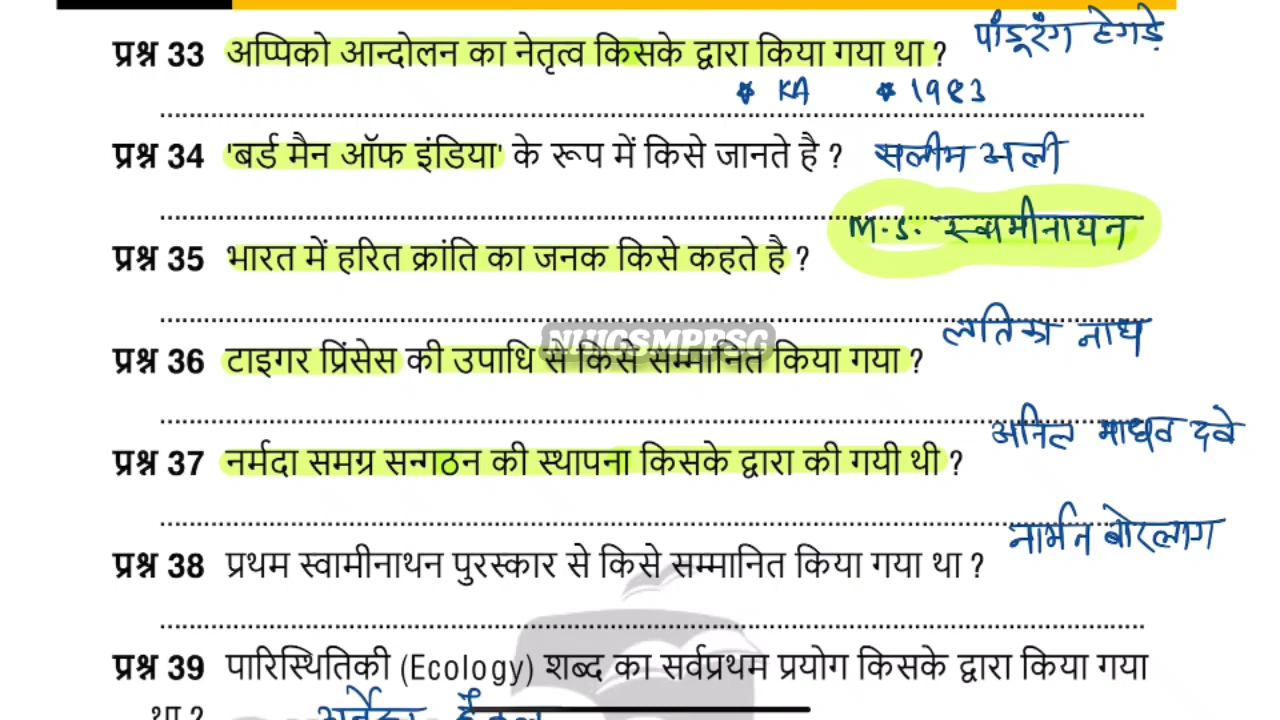 प्रश्न 33 अप्पिको आन्दोलन का नेतृत्व किसके द्वारा किया गया था ? पांडूरंग हेगड़े
* KA * 1983
प्रश्न 34 'बर्ड मैन ऑफ इंडिया' के रूप में किसे जानते है ? सलीम अली
M.S. स्वामीनाथन
प्रश्न 35 भारत में हरित क्रांति का जनक किसे कहते है ?
लतिका नाथ
NHIGSMPPSG
प्रश्न 36 टाइगर प्रिंसेस की उपाधि से किसे सम्मानित किया गया ?
अनिल माधव दवे
प्रश्न 37 नर्मदा समग्र सन्गठन की स्थापना किसके द्वारा की गयी थी ?
नार्मन बोरलाग
प्रश्न 38 प्रथम स्वामीनाथन पुरस्कार से किसे सम्मानित किया गया था ?
प्रश्न 39 पारिस्थितिकी (Ecology) शब्द का सर्वप्रथम प्रयोग किसके द्वारा किया गया
था ?